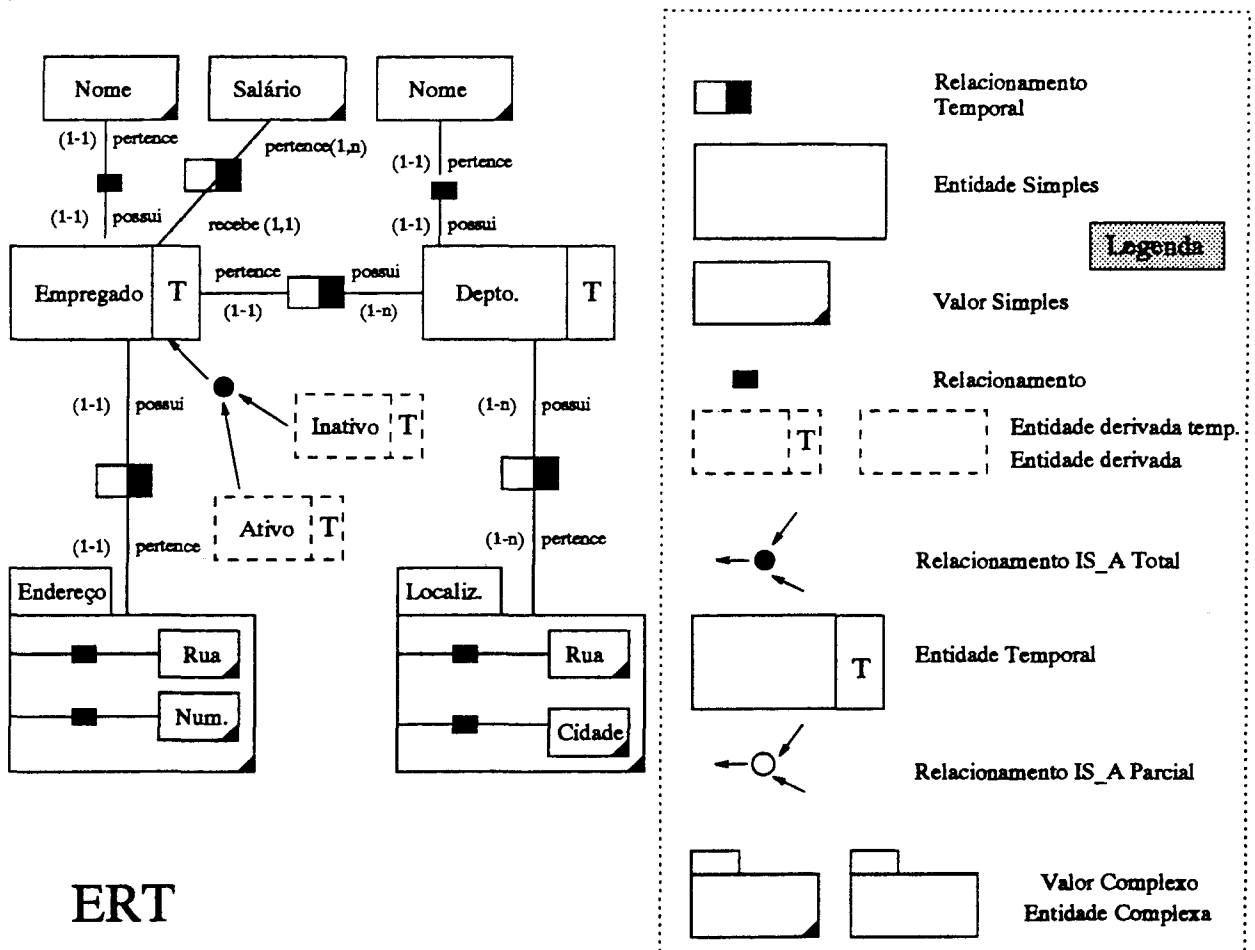 Nome
Salário
Nome
(1-1) pertence
pertence(1,n)
(1-1) pertence
(1-1) possui
recebe (1,1)
(1-1) possui
Empregado T
pertence
(1-1)
possui
(1-n)
Depto. T
(1-1) possui
Inativo T
Ativo T
(1-1) pertence
(1-n) possui
(1-n) pertence
Endereço
Rua
Num.
Localiz.
Rua
Cidade
ERT
Relacionamento
Temporal
Entidade Simples
Legenda
Valor Simples
Relacionamento
T
Entidade derivada temp.
Entidade derivada
Relacionamento IS_A Total
T
Entidade Temporal
Relacionamento IS_A Parcial
Valor Complexo
Entidade Complexa